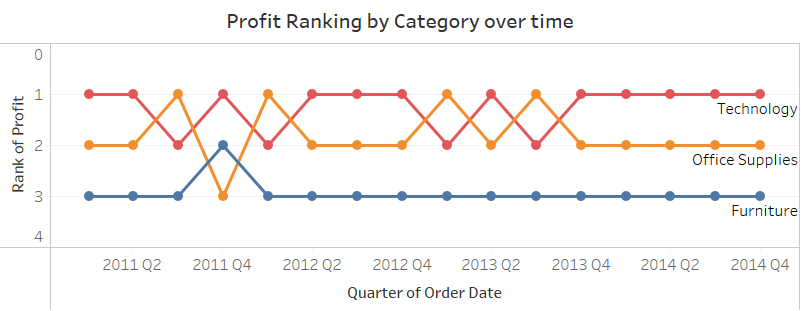 Profit Ranking by Category over time
0
1
2
3
4
Rank of Profit
Technology
Office Supplies
Furniture
2011 Q2 2011 Q4 2012 Q2 2012 Q4 2013 Q2 2013 Q4 2014 Q2 2014 Q4
Quarter of Order Date